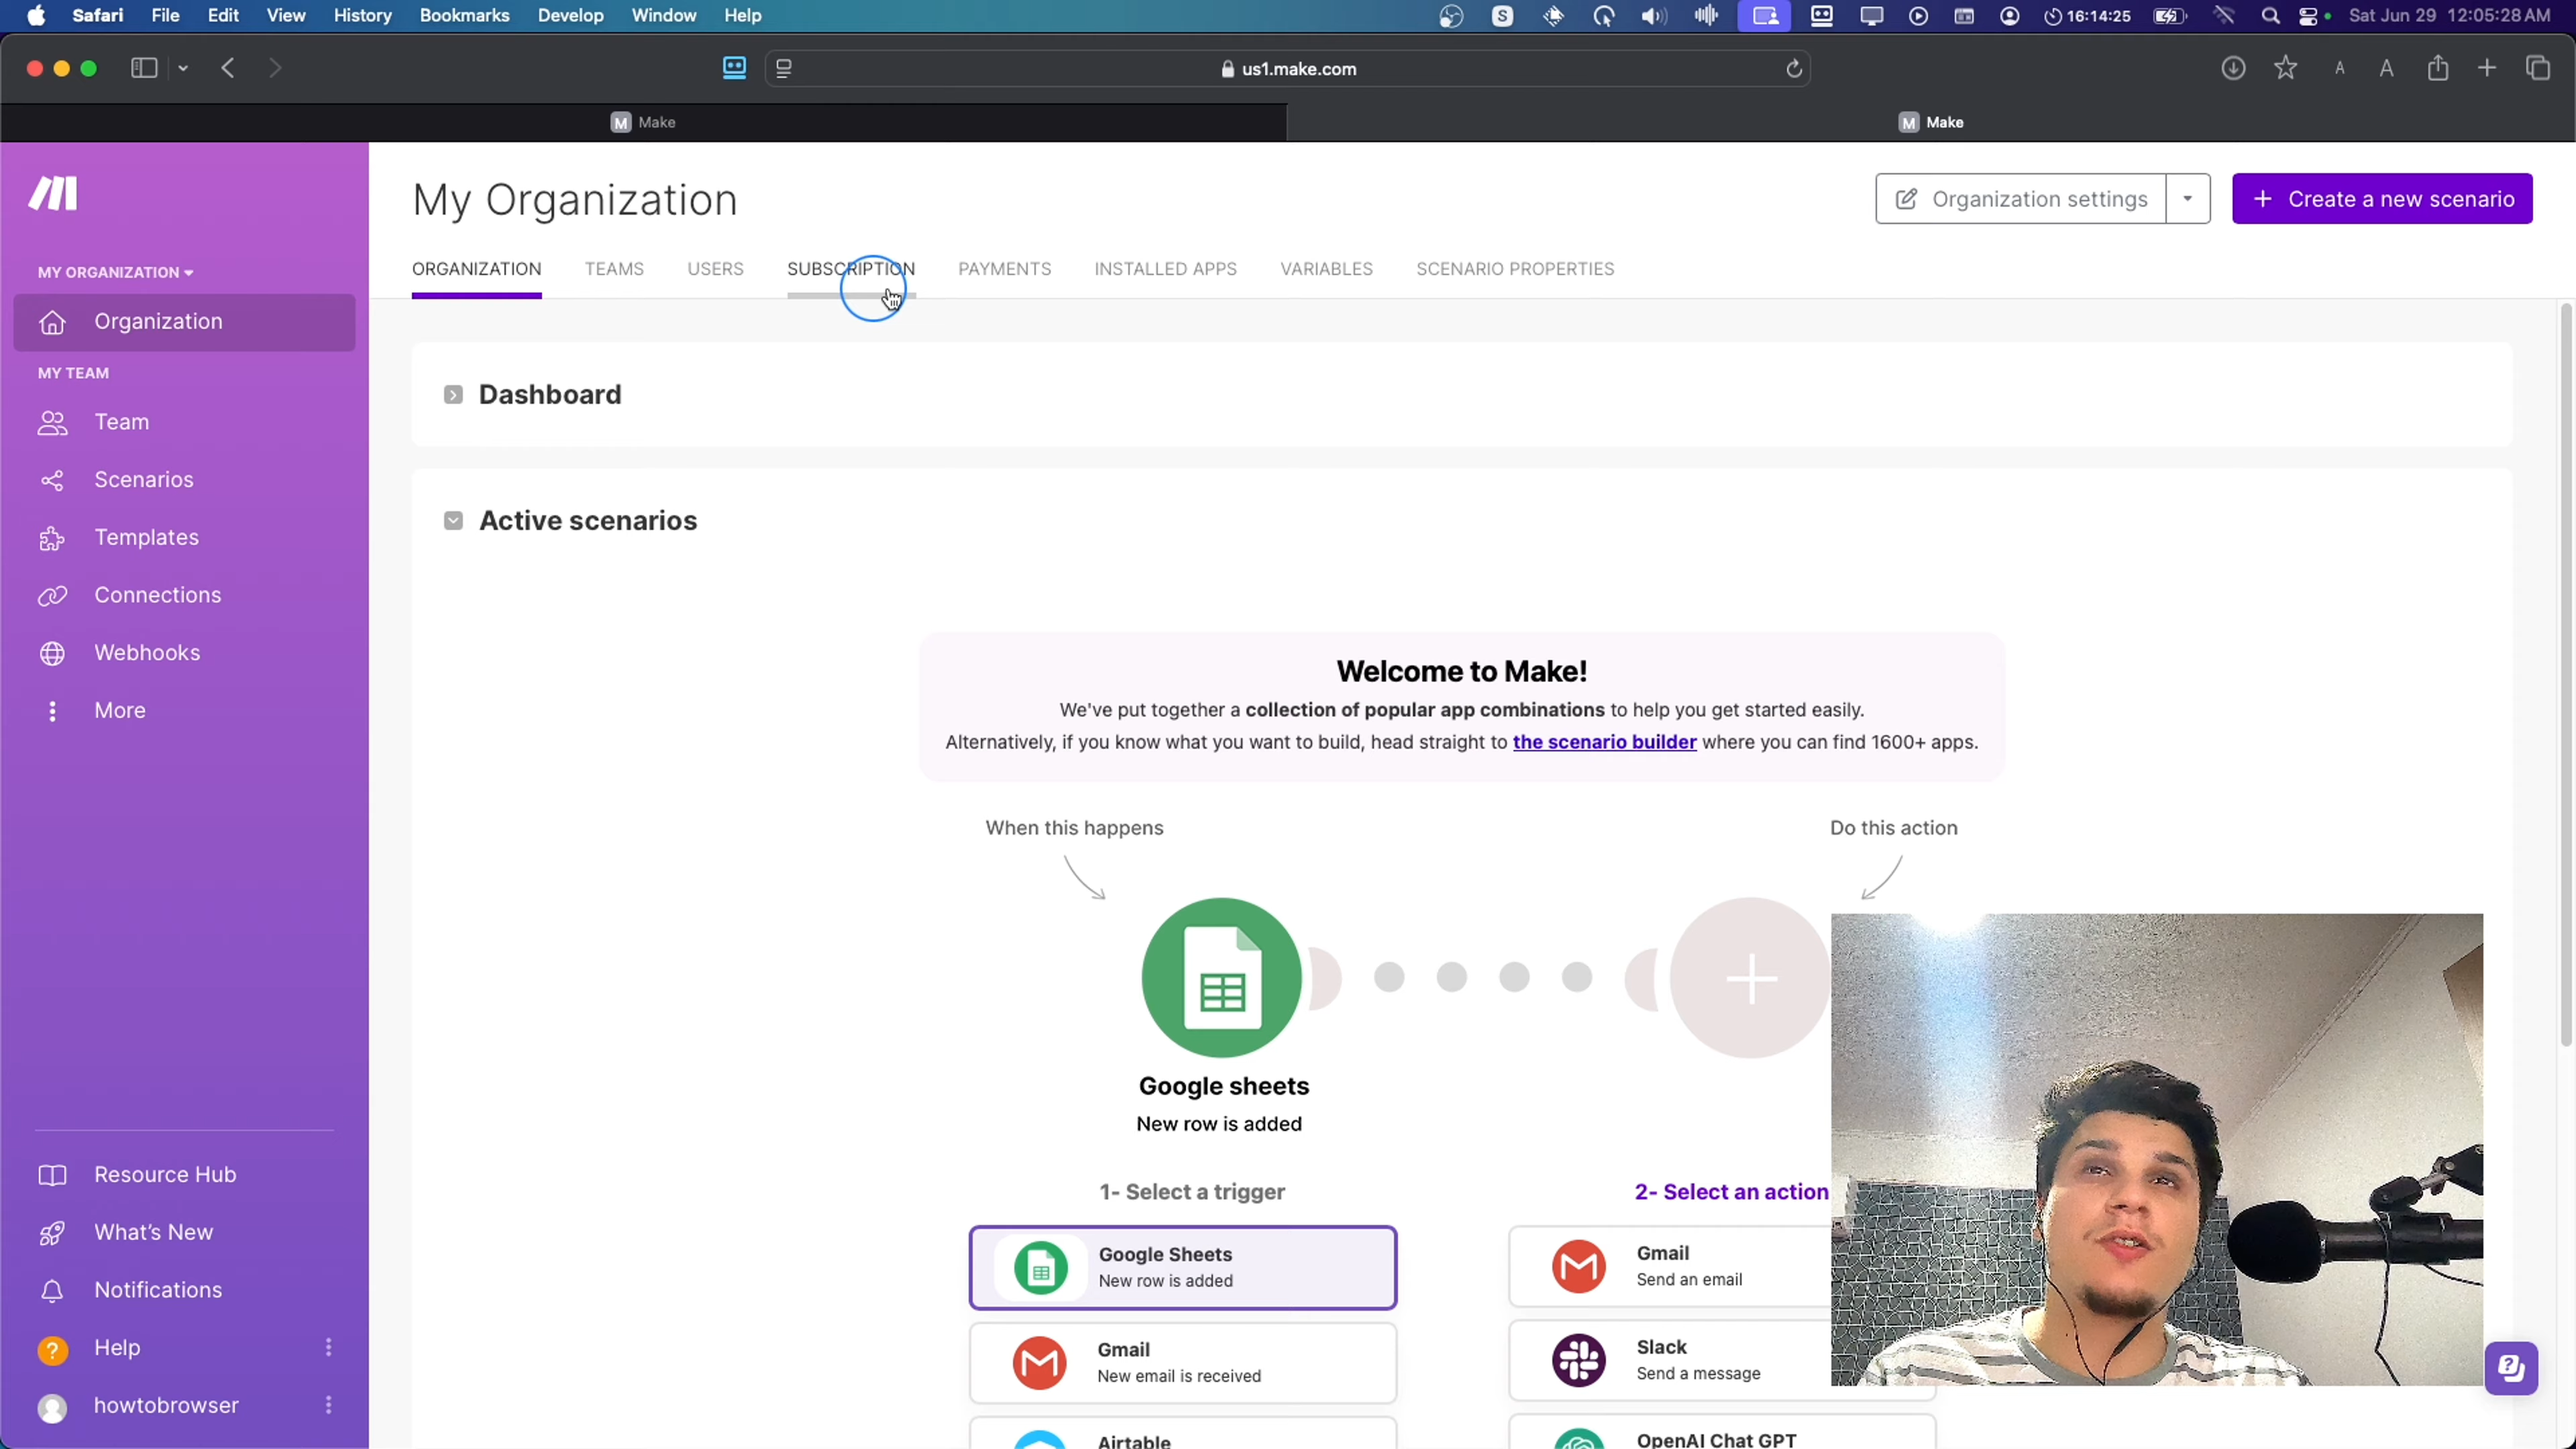 Safari File Edit View History Bookmarks Develop Window Help
S
16:14:25
Sat Jun 29 12:05:28 AM
us1.make.com
A A
M Make
M Make
My Organization
Organization settings
+ Create a new scenario
ORGANIZATION TEAMS USERS SUBSCRIPTION PAYMENTS INSTALLED APPS VARIABLES SCENARIO PROPERTIES
MY ORGANIZATION
Organization
MY TEAM
Team
Scenarios
Templates
Connections
Webhooks
More
Resource Hub
What's New
Notifications
? Help
howtobrowser
Dashboard
Active scenarios
Welcome to Make!
We've put together a collection of popular app combinations to help you get started easily.
Alternatively, if you know what you want to build, head straight to the scenario builder where you can find 1600+ apps.
When this happens
Do this action
Google sheets
New row is added
1- Select a trigger
2- Select an action
Google Sheets
New row is added
Gmail
Send an email
Gmail
New email is received
Slack
Send a message
Airtable
OpenAI Chat GPT